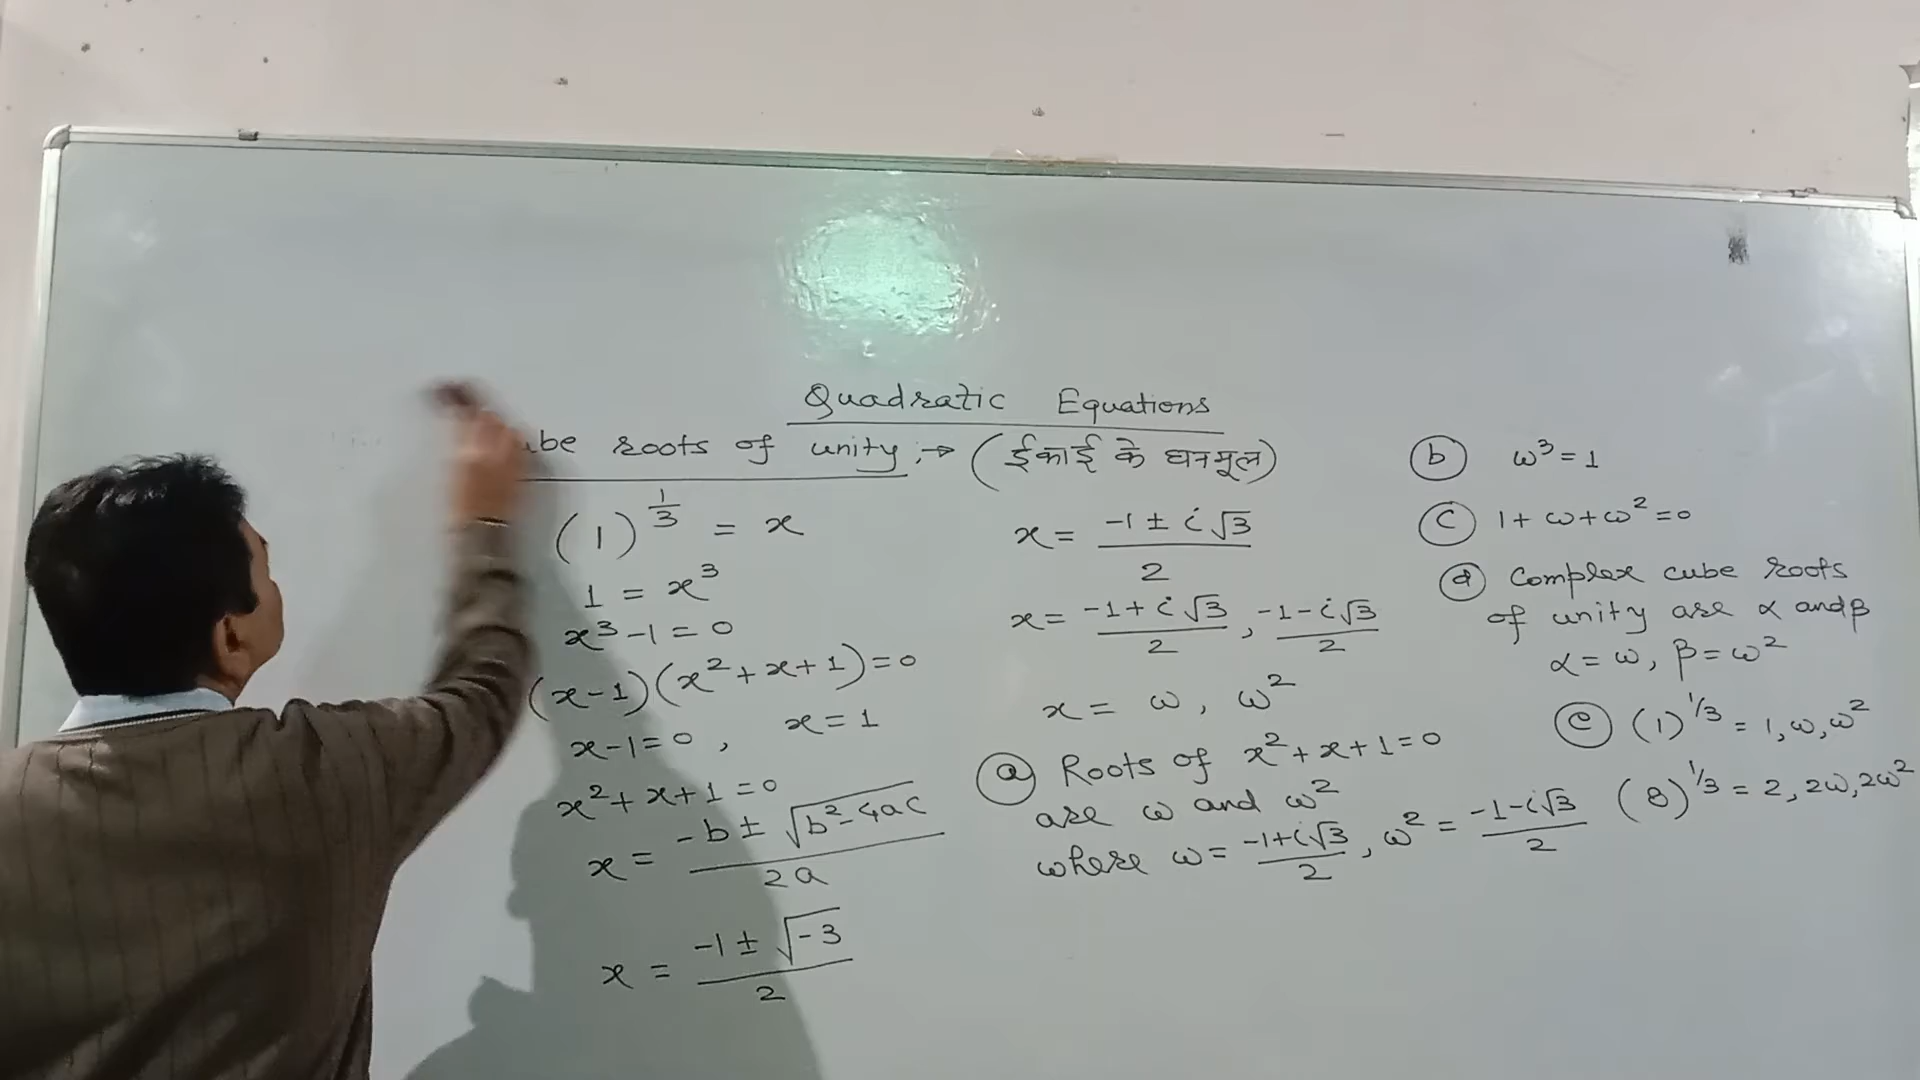 Quadratic Equations
ube roots of unity ;→ (ईकाई के घनमूल)
(1)^{1/3} = x
1 = x³
x³-1=0
(x-1)(x²+x+1)=0
x-1=0 , x=1
x²+x+1=0
x = (-b ± √(b²-4ac))/2a
x = (-1 ± √-3)/2
x = (-1 ± i√3)/2
x = (-1+i√3)/2 , (-1-i√3)/2
x = ω , ω²
(a) Roots of x²+x+1=0
are ω and ω²
where ω = (-1+i√3)/2 , ω² = (-1-i√3)/2
(b) ω³=1
(c) 1+ω+ω²=0
(d) Complex cube roots
of unity are α and β
α=ω, β=ω²
(e) (1)^{1/3} = 1, ω, ω²
(8)^{1/3} = 2, 2ω, 2ω²